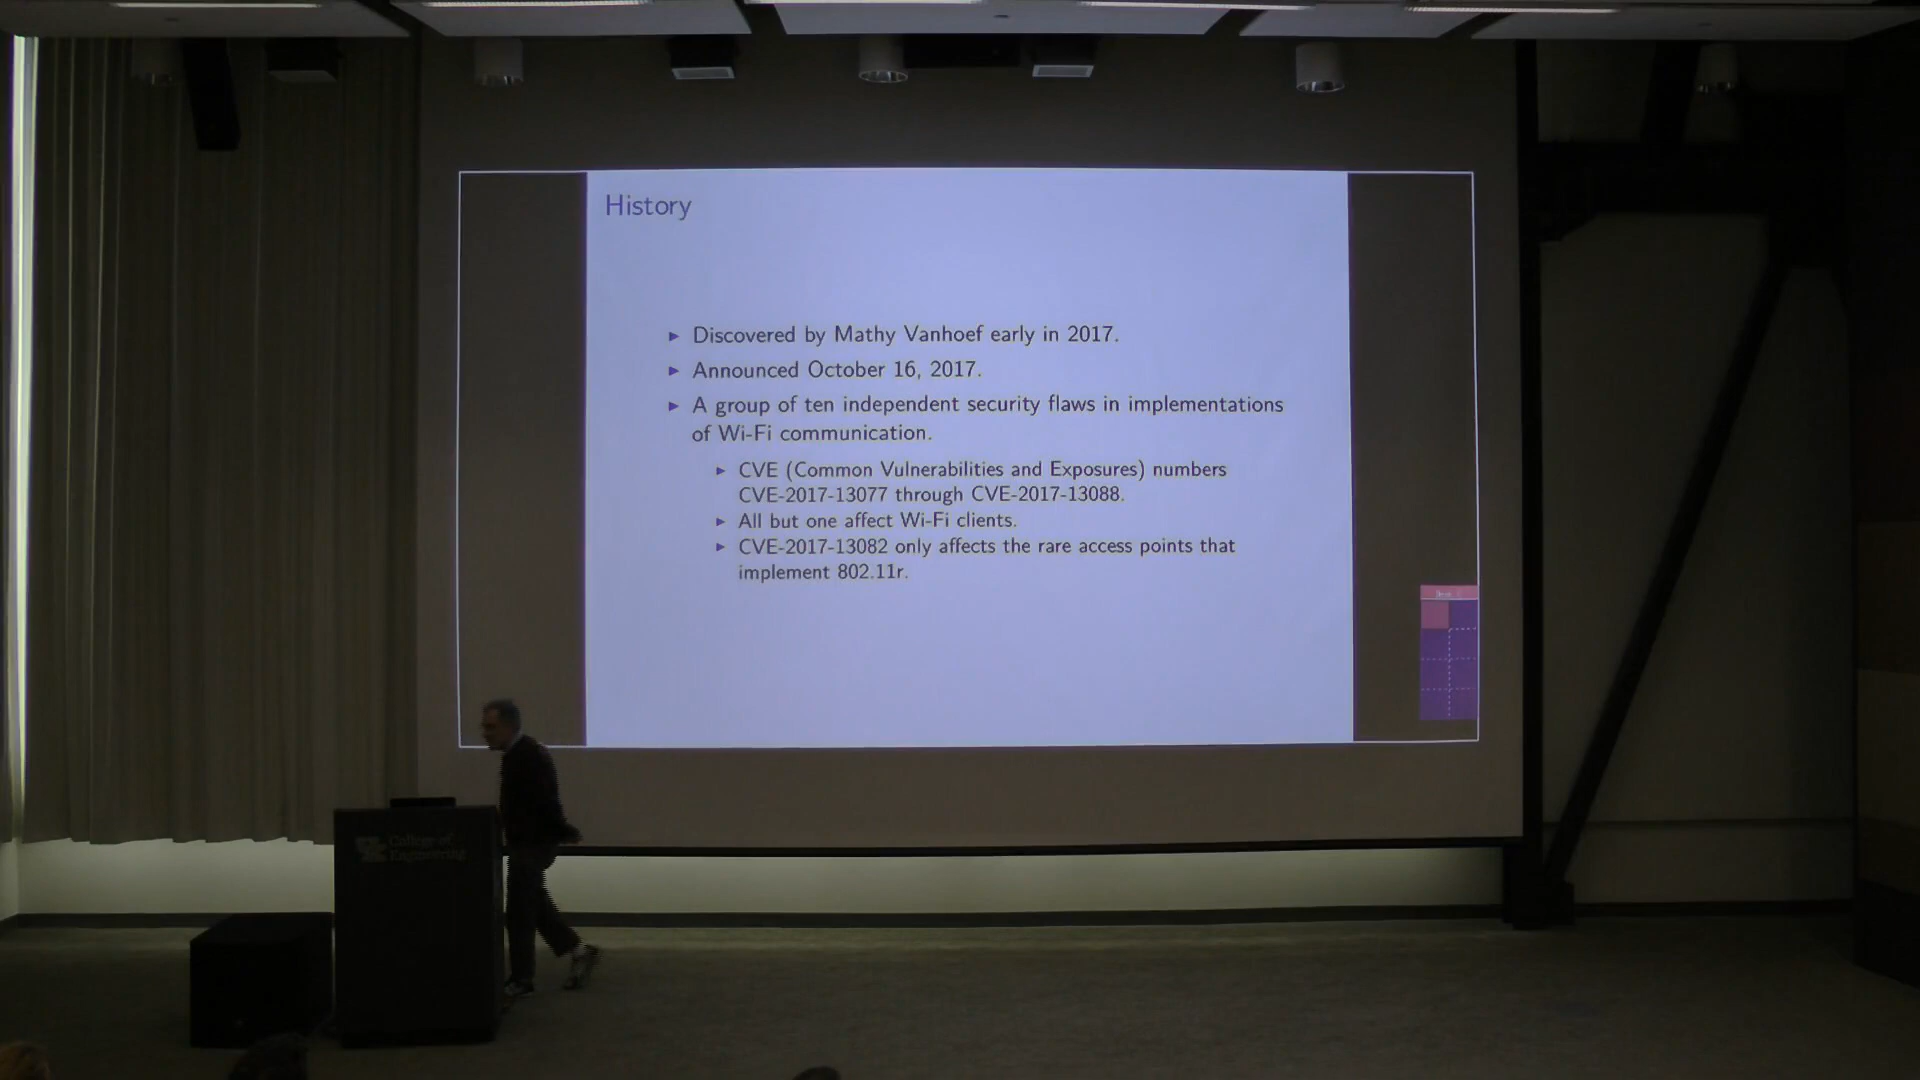 History
▸ Discovered by Mathy Vanhoef early in 2017.
▸ Announced October 16, 2017.
▸ A group of ten independent security flaws in implementations
of Wi-Fi communication.
▸ CVE (Common Vulnerabilities and Exposures) numbers
CVE-2017-13077 through CVE-2017-13088.
▸ All but one affect Wi-Fi clients.
▸ CVE-2017-13082 only affects the rare access points that
implement 802.11r.
College of
Engineering